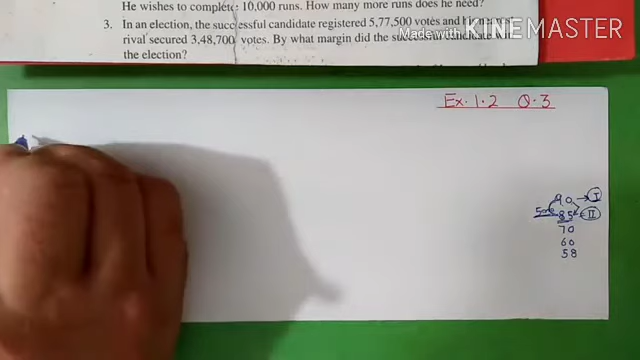 He wishes to complete 10,000 runs. How many more runs does he need?
3. In an election, the successful candidate registered 5,77,500 votes and his
rival secured 3,48,700 votes. By what margin did the successful candidate
the election?
Made with KINEMASTER
Ex. 1.2 Q.3
90 → I
85 II
70
60
58